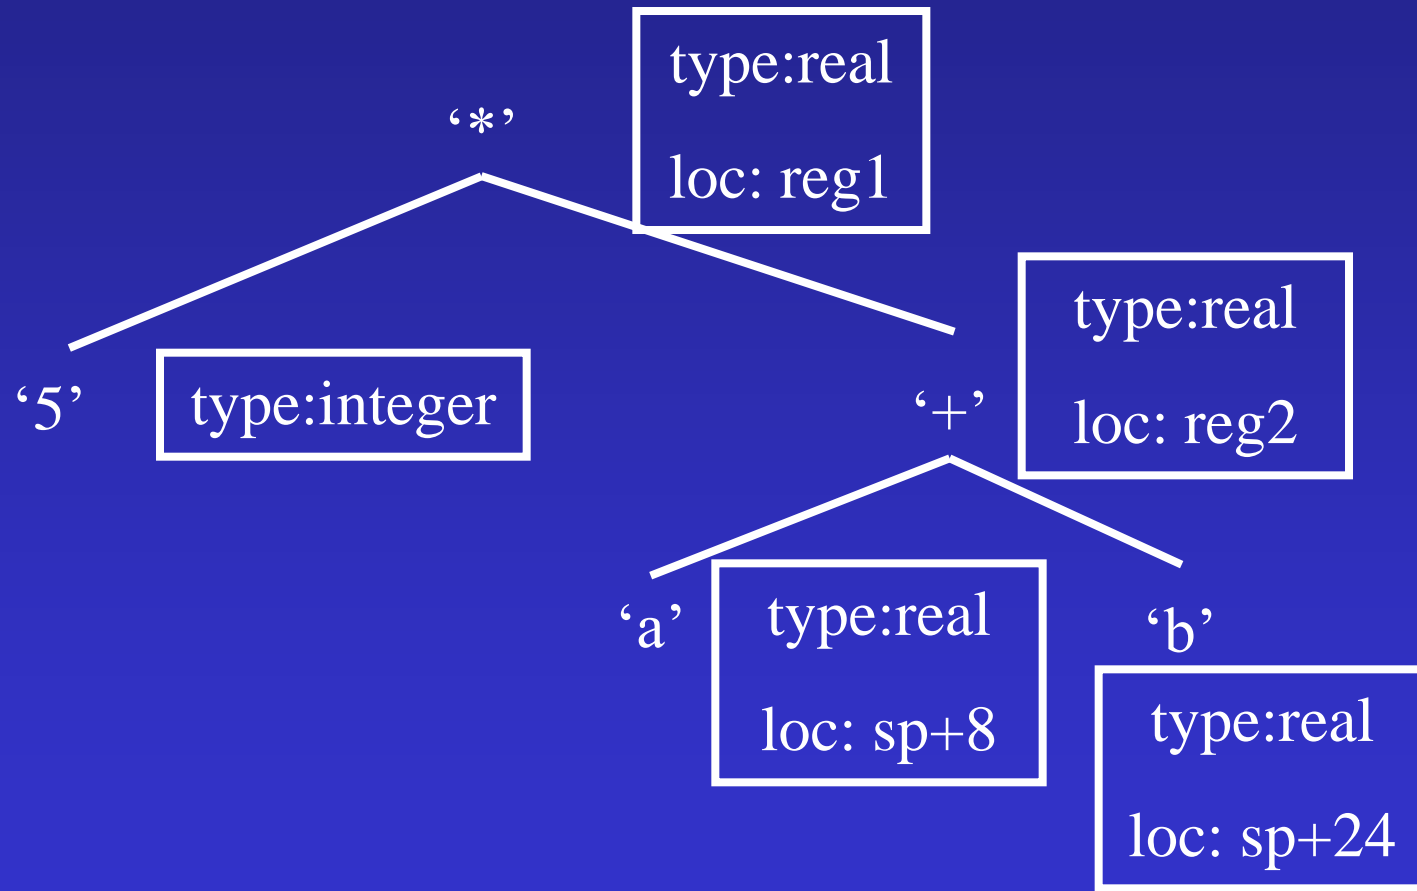 type:real
‘*’
loc: reg1
type:real
‘5’
type:integer
‘+’
loc: reg2
‘a’
type:real
‘b’
loc: sp+8
type:real
loc: sp+24